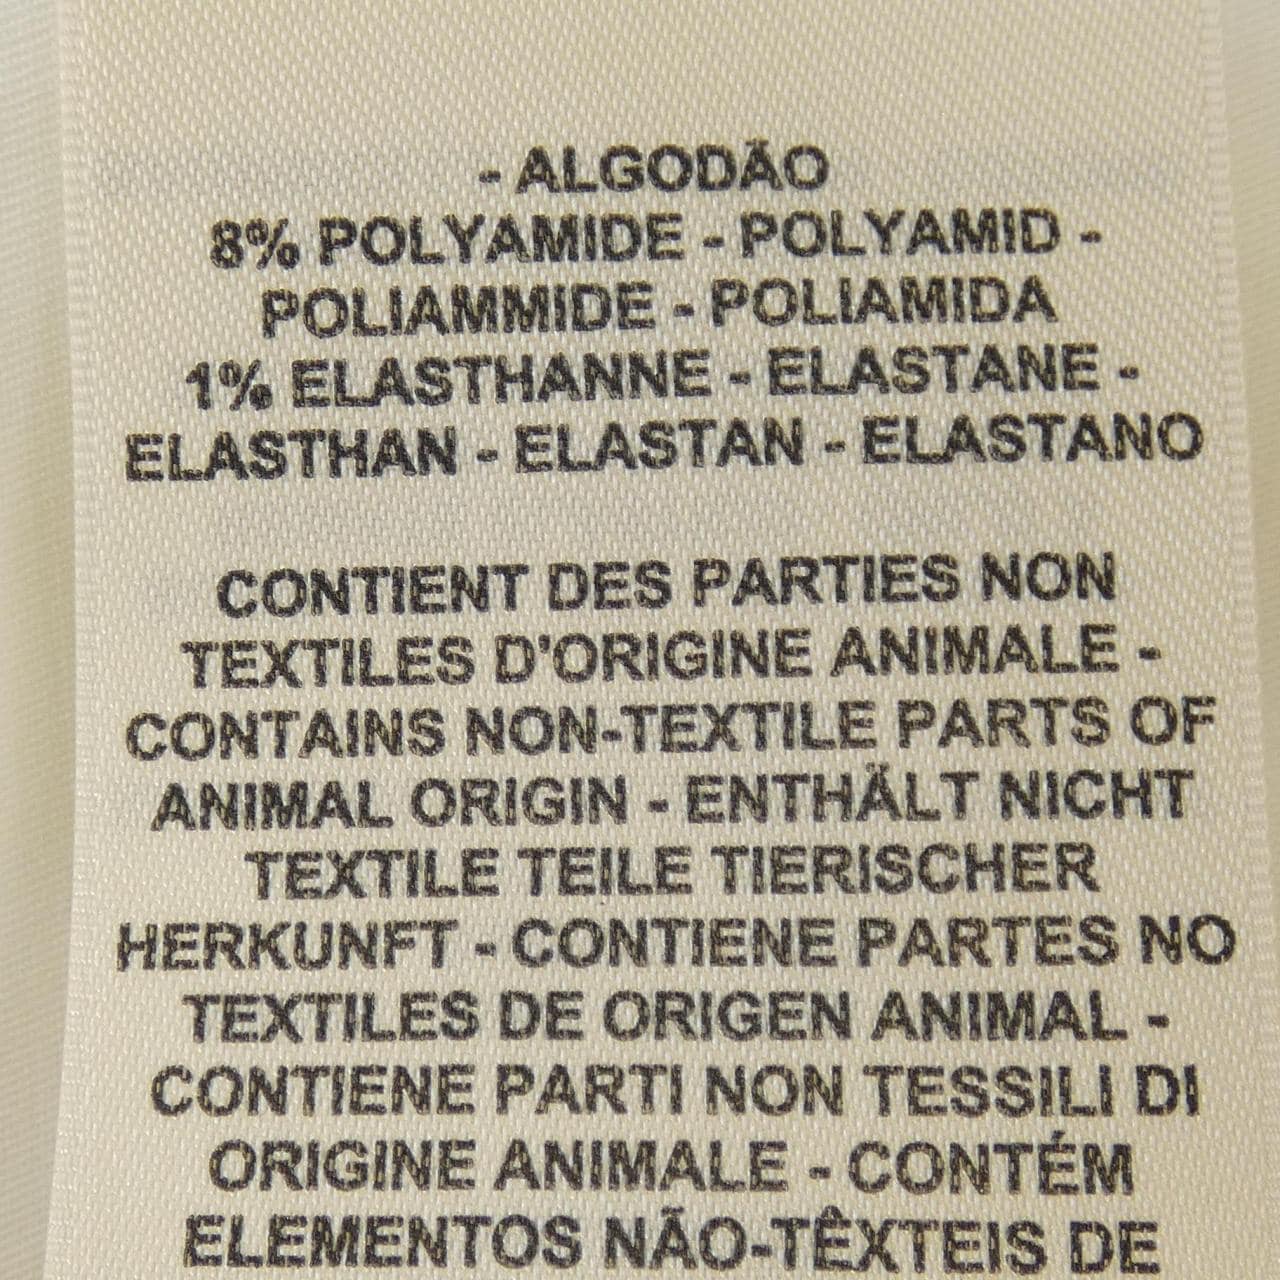 - ALGODÃO
8% POLYAMIDE - POLYAMID -
POLIAMMIDE - POLIAMIDA
1% ELASTHANNE - ELASTANE -
ELASTHAN - ELASTAN - ELASTANO
CONTIENT DES PARTIES NON
TEXTILES D'ORIGINE ANIMALE -
CONTAINS NON-TEXTILE PARTS OF
ANIMAL ORIGIN - ENTHÄLT NICHT
TEXTILE TEILE TIERISCHER
HERKUNFT - CONTIENE PARTES NO
TEXTILES DE ORIGEN ANIMAL -
CONTIENE PARTI NON TESSILI DI
ORIGINE ANIMALE - CONTÉM
ELEMENTOS NÃO-TÊXTEIS DE